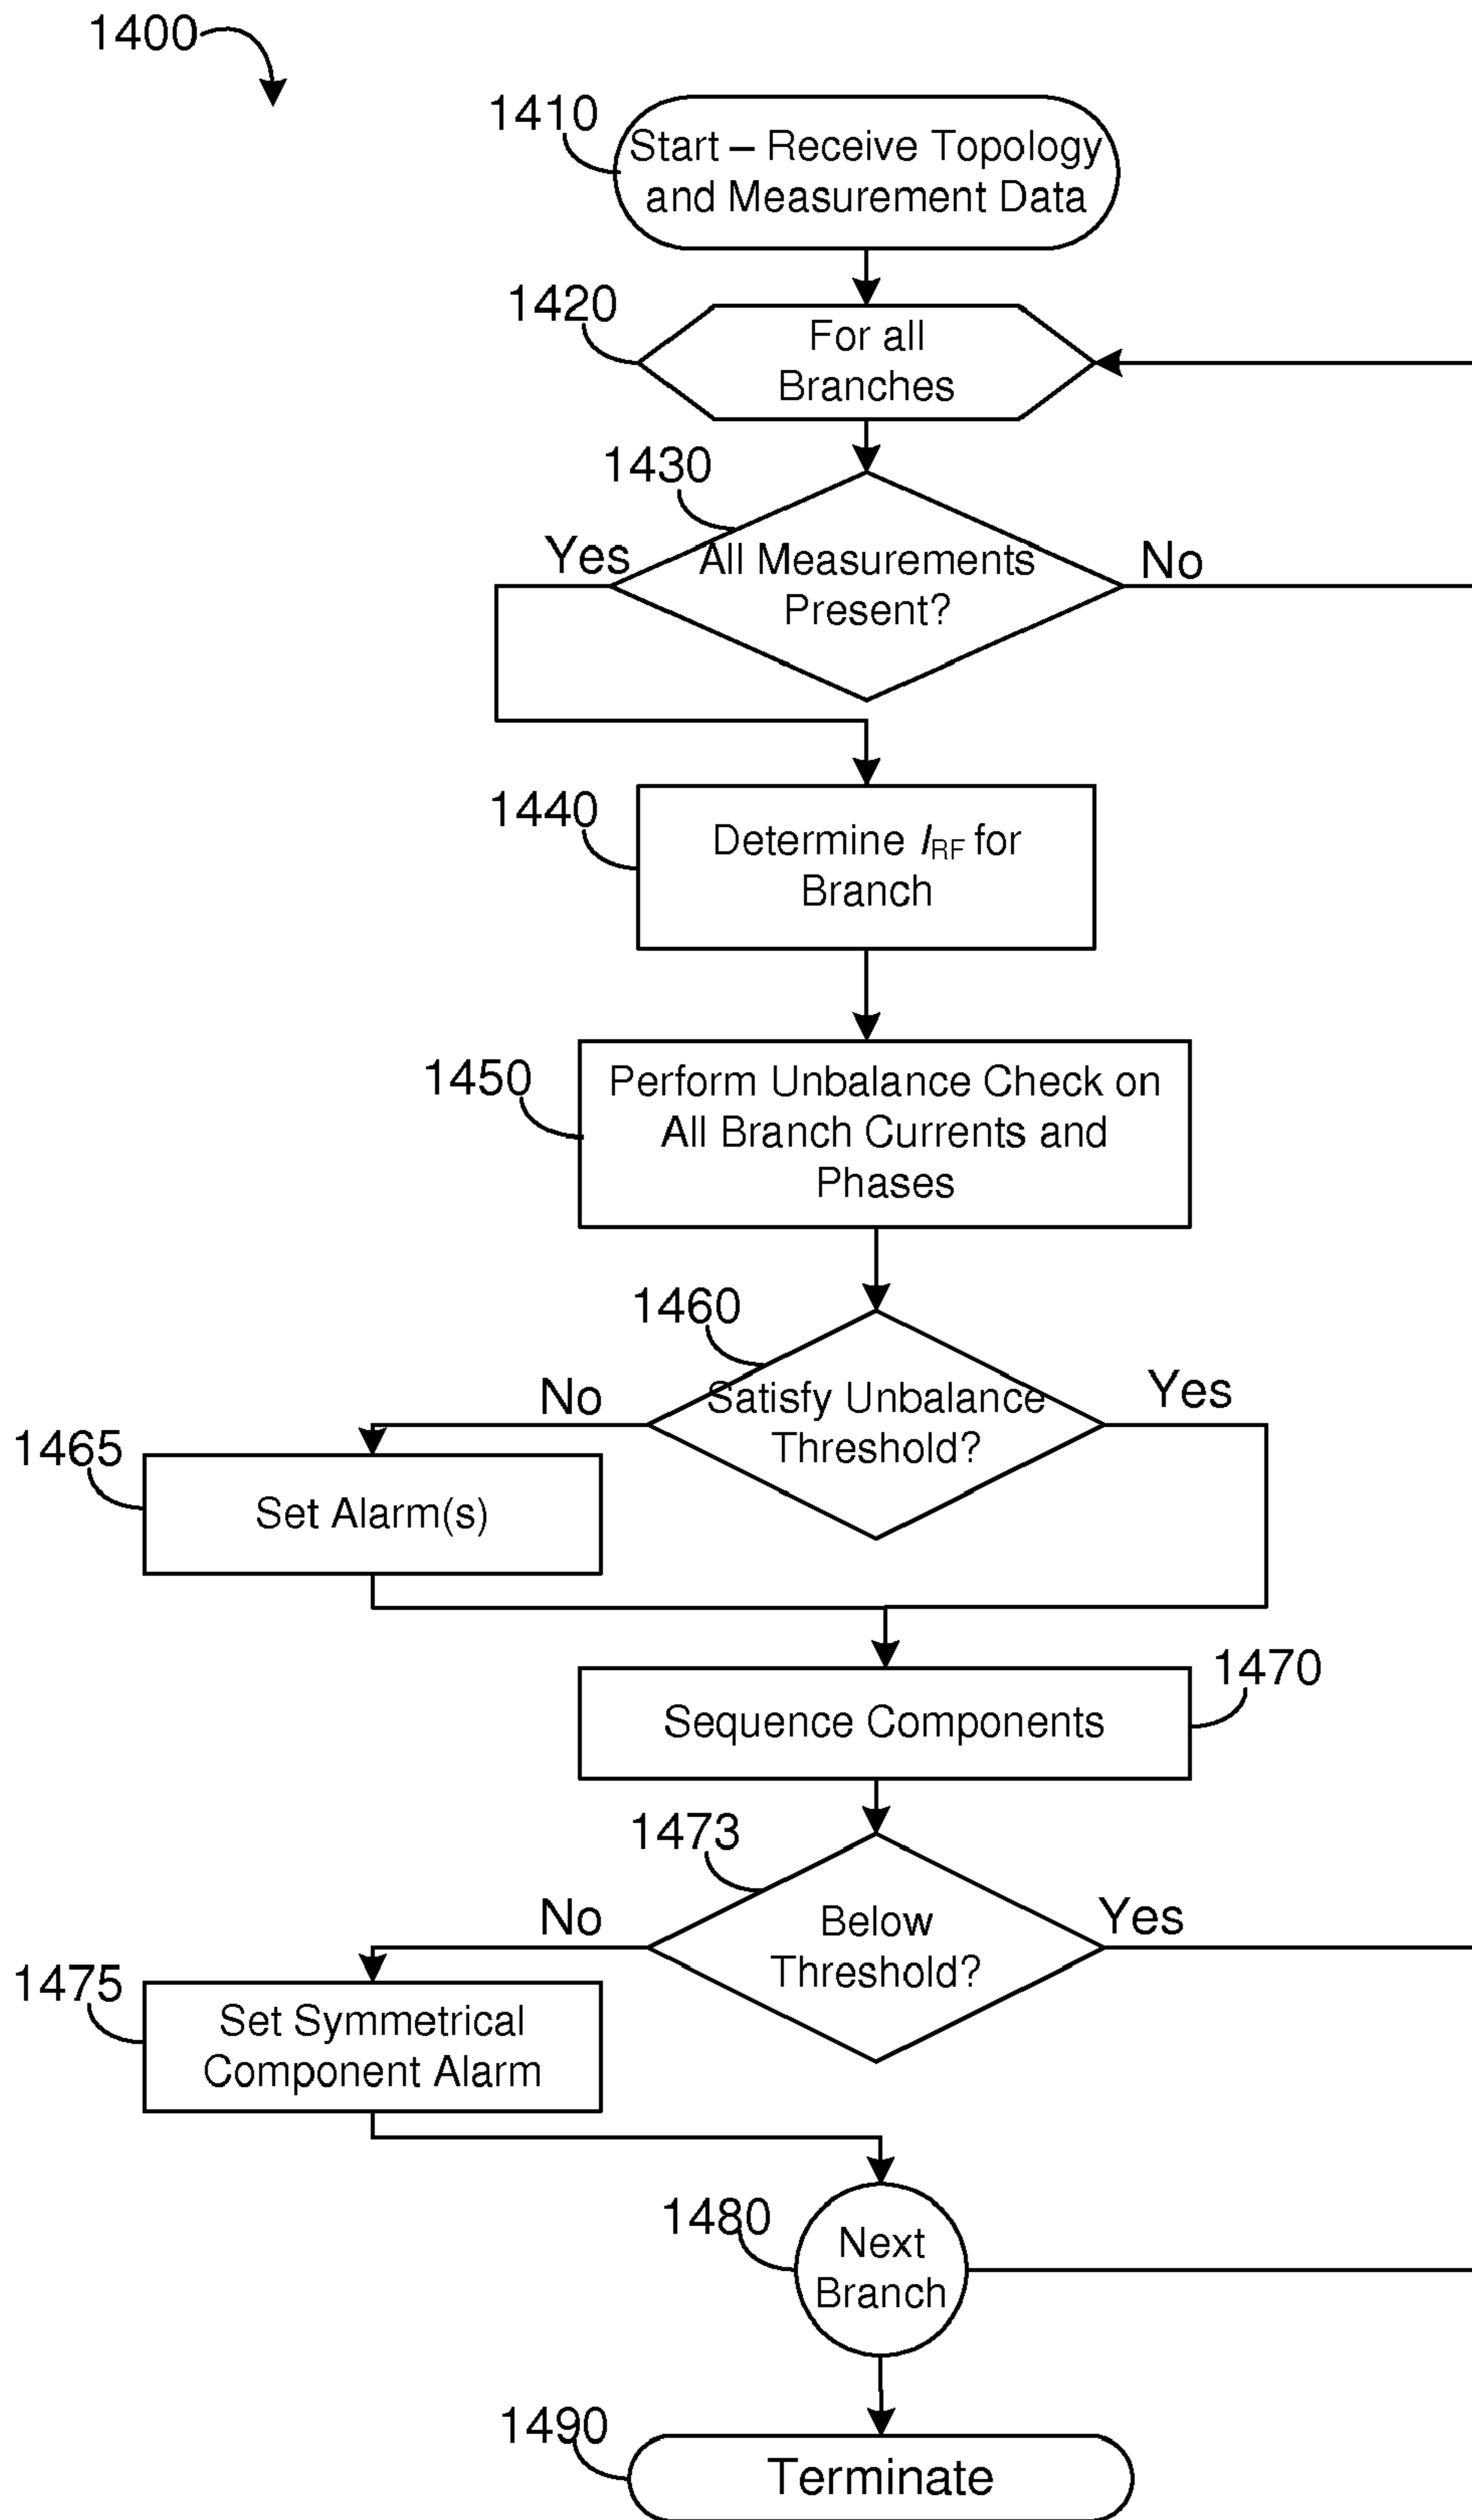 1400
1410
Start – Receive Topology
and Measurement Data
1420
For all
Branches
1430
Yes
All Measurements
Present?
No
1440
Determine IRF for
Branch
1450
Perform Unbalance Check on
All Branch Currents and
Phases
1460
No
Satisfy Unbalance
Threshold?
Yes
1465
Set Alarm(s)
1470
Sequence Components
1473
No
Below
Threshold?
Yes
1475
Set Symmetrical
Component Alarm
1480
Next
Branch
1490
Terminate